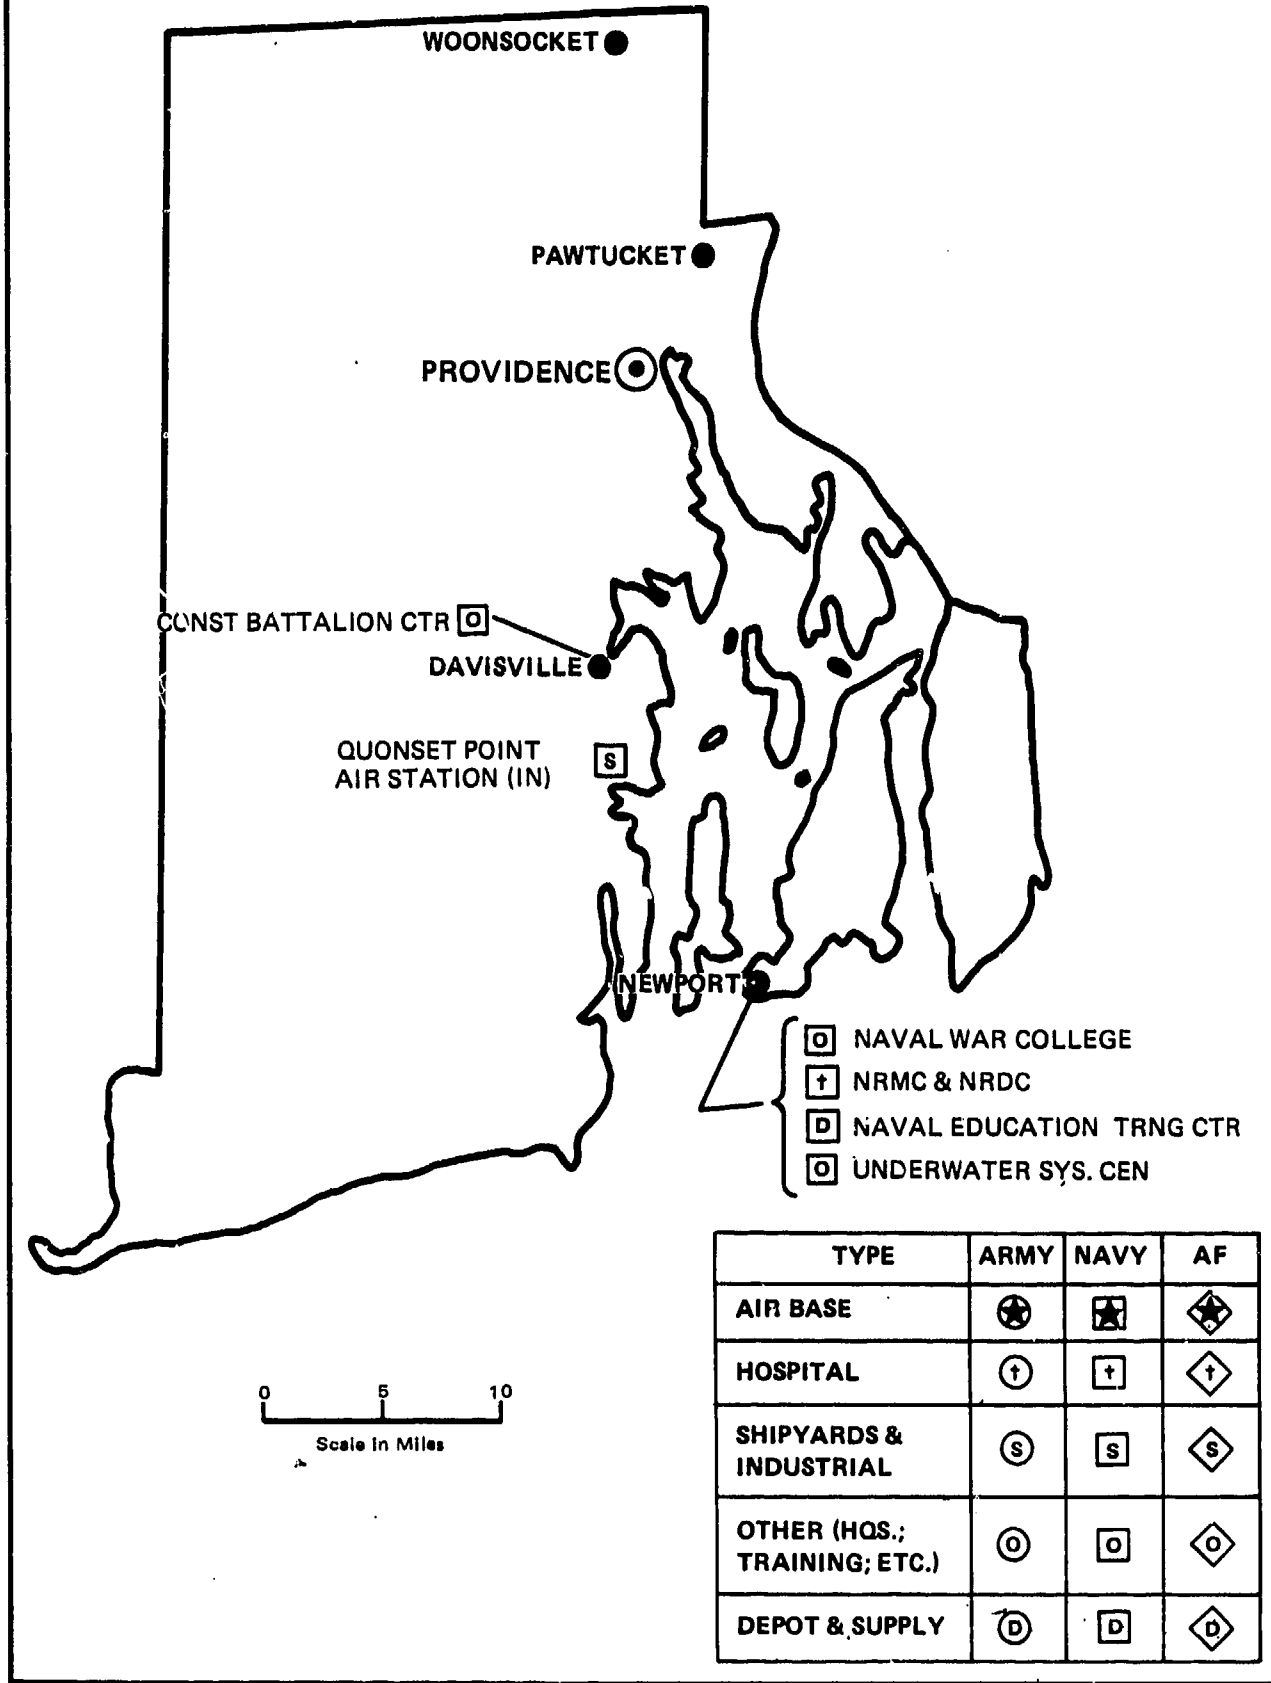 WOONSOCKET
PAWTUCKET
PROVIDENCE
CONST BATTALION CTR O
DAVISVILLE
QUONSET POINT
AIR STATION (IN)
S
NEWPORT
O NAVAL WAR COLLEGE
† NRMC & NRDC
D NAVAL EDUCATION TRNG CTR
O UNDERWATER SYS. CEN
TYPE ARMY NAVY AF
AIR BASE ★ ★ ★
HOSPITAL † † †
SHIPYARDS &
INDUSTRIAL S S S
OTHER (HQS.;
TRAINING; ETC.) O O O
DEPOT & SUPPLY D D D
0 5 10
Scale in Miles